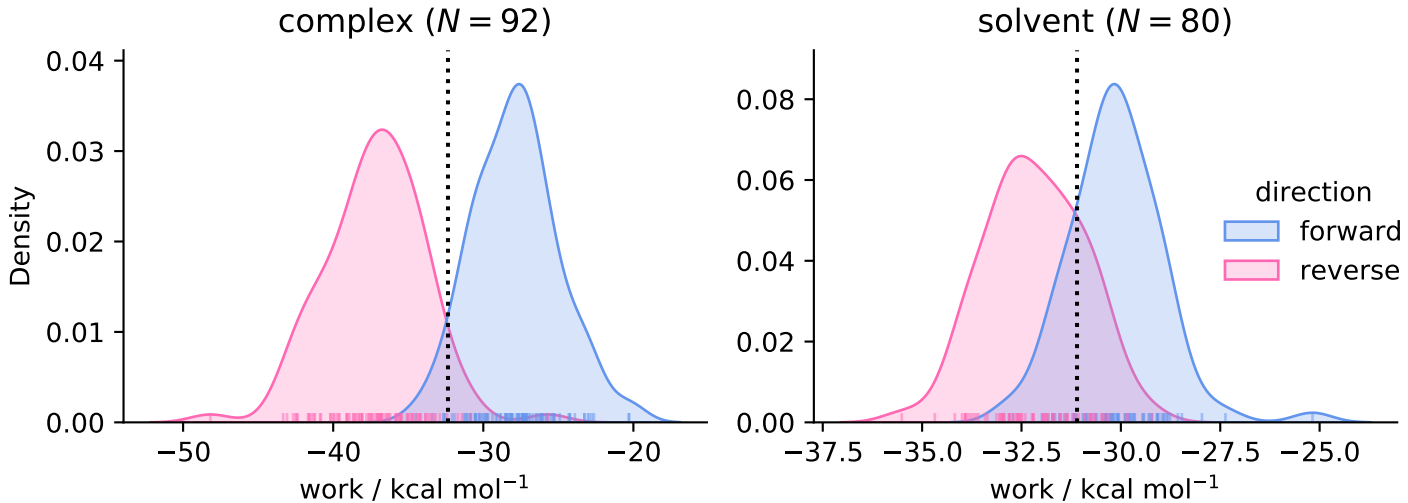 complex (N = 92)
0.04
0.03
0.02
0.01
0.00
Density
−50
−40
−30
−20
work / kcal mol⁻¹
solvent (N = 80)
0.08
0.06
0.04
0.02
0.00
−37.5
−35.0
−32.5
−30.0
−27.5
−25.0
work / kcal mol⁻¹
direction
forward
reverse